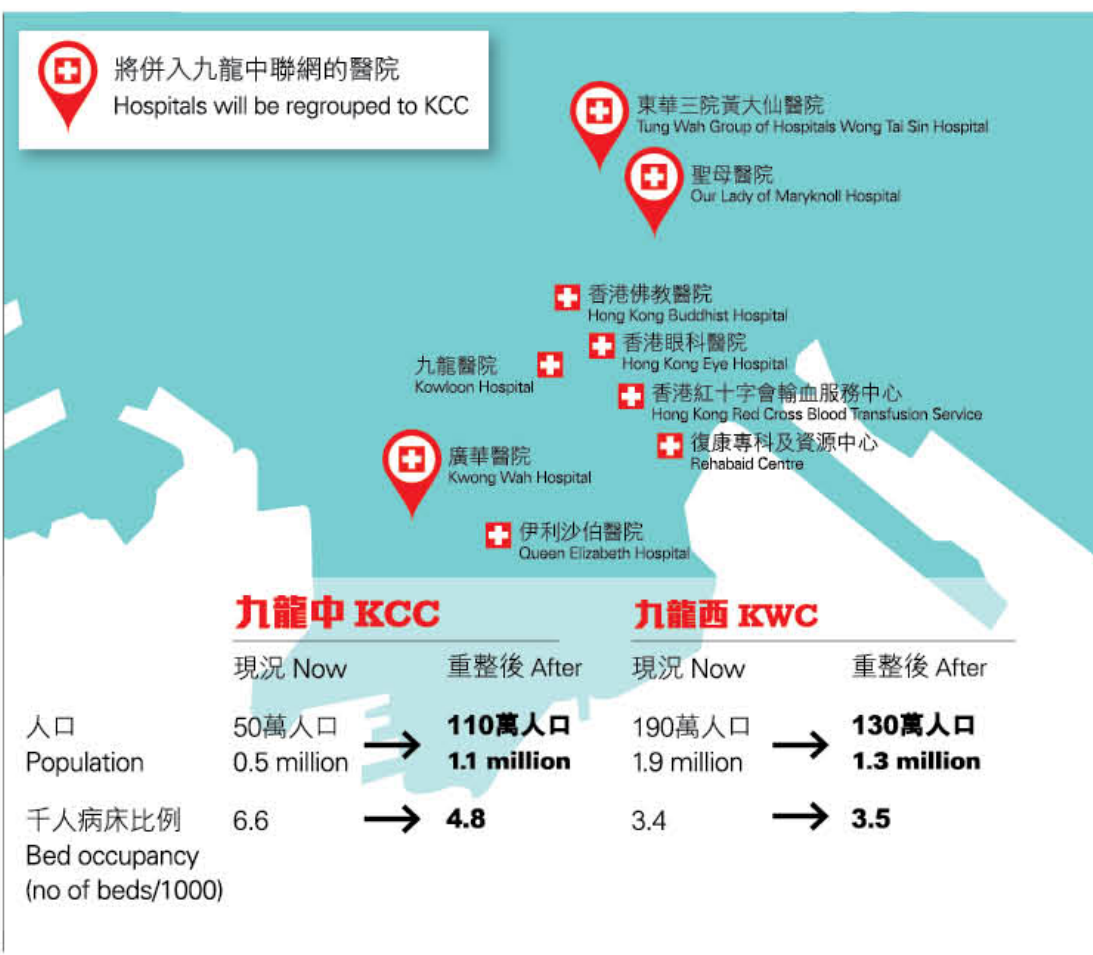 將併入九龍中聯網的醫院
Hospitals will be regrouped to KCC
東華三院黃大仙醫院
Tung Wah Group of Hospitals Wong Tai Sin Hospital
聖母醫院
Our Lady of Maryknoll Hospital
香港佛教醫院
Hong Kong Buddhist Hospital
香港眼科醫院
Hong Kong Eye Hospital
九龍醫院
Kowloon Hospital
香港紅十字會輸血服務中心
Hong Kong Red Cross Blood Transfusion Service
復康專科及資源中心
Rehabaid Centre
廣華醫院
Kwong Wah Hospital
伊利沙伯醫院
Queen Elizabeth Hospital
九龍中 KCC 九龍西 KWC
現況 Now 重整後 After 現況 Now 重整後 After
人口 50萬人口 110萬人口 190萬人口 130萬人口
Population 0.5 million → 1.1 million 1.9 million → 1.3 million
千人病床比例 6.6 → 4.8 3.4 → 3.5
Bed occupancy
(no of beds/1000)